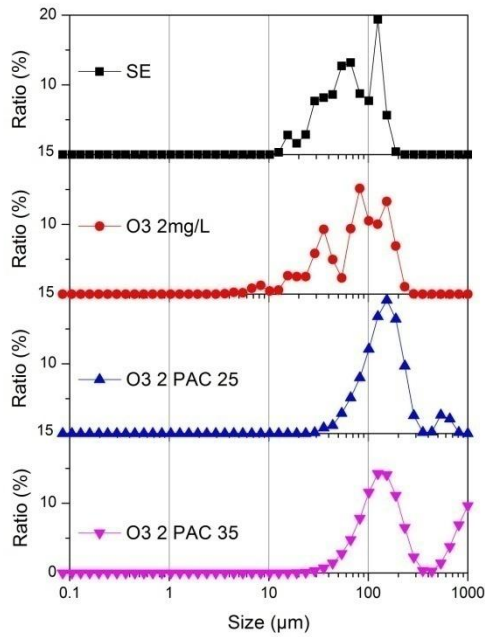 20
Ratio (%)
10
SE
15
Ratio (%)
10
O3 2mg/L
15
Ratio (%)
10
O3 2 PAC 25
15
Ratio (%)
10
O3 2 PAC 35
0
0.1 1 10 100 1000
Size (μm)